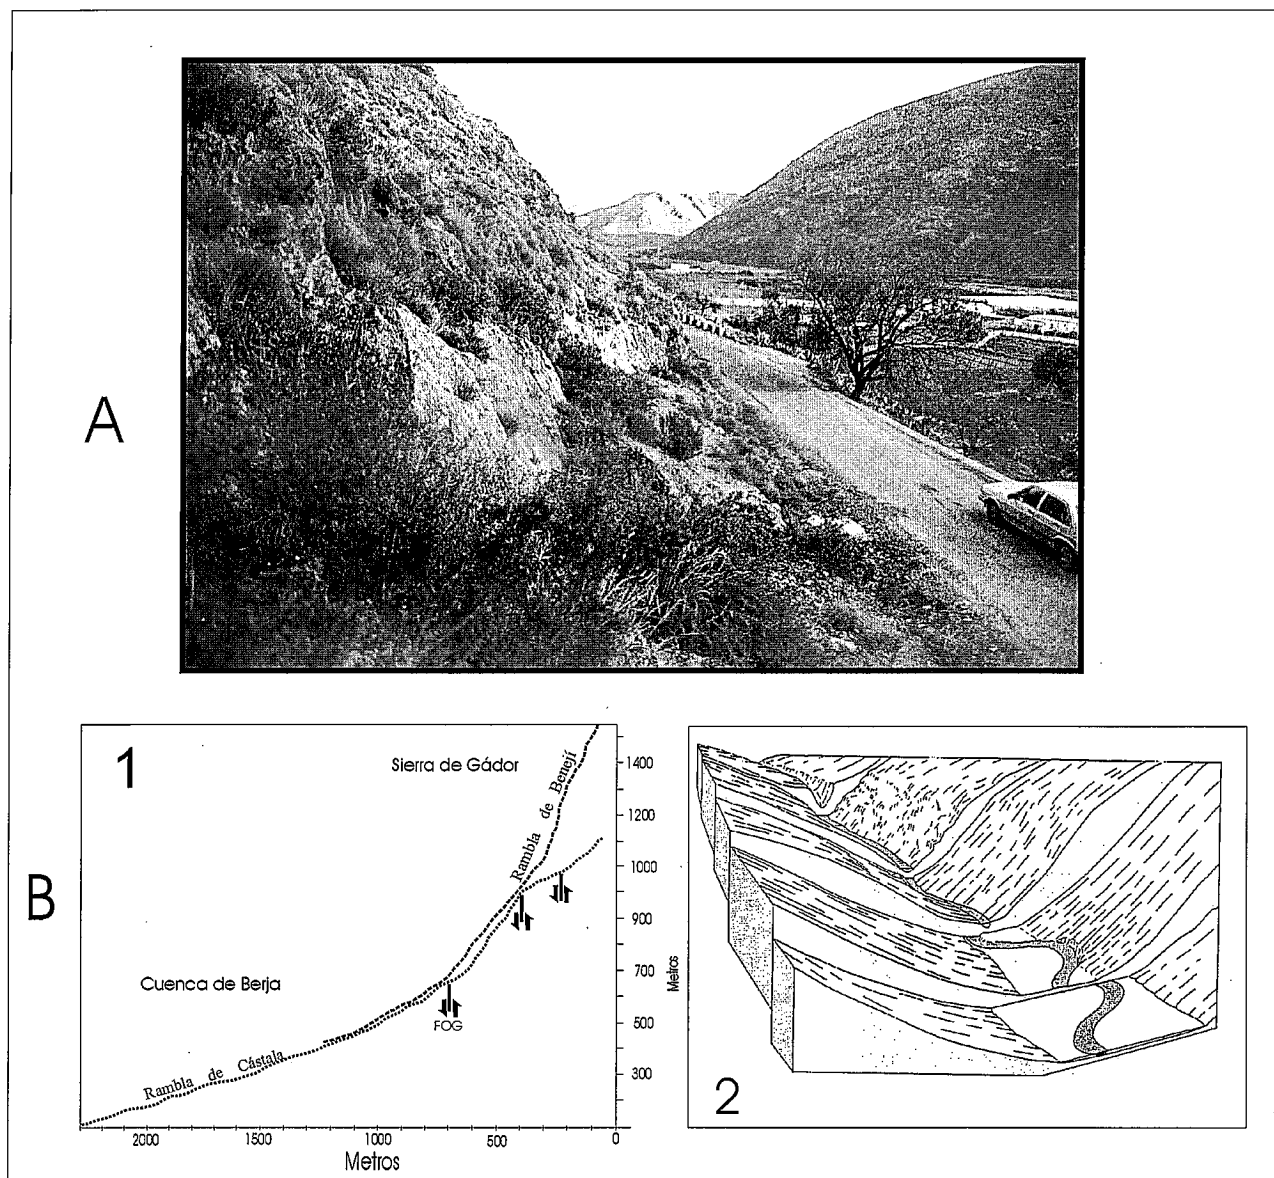 A
B
1
Sierra de Gádor
Rambla de Benejí
Cuenca de Berja
FOG
Rambla de Cástala
1400
1200
1000
900
700
500
300
Metros
2000
1500
1000
500
0
Metros
2